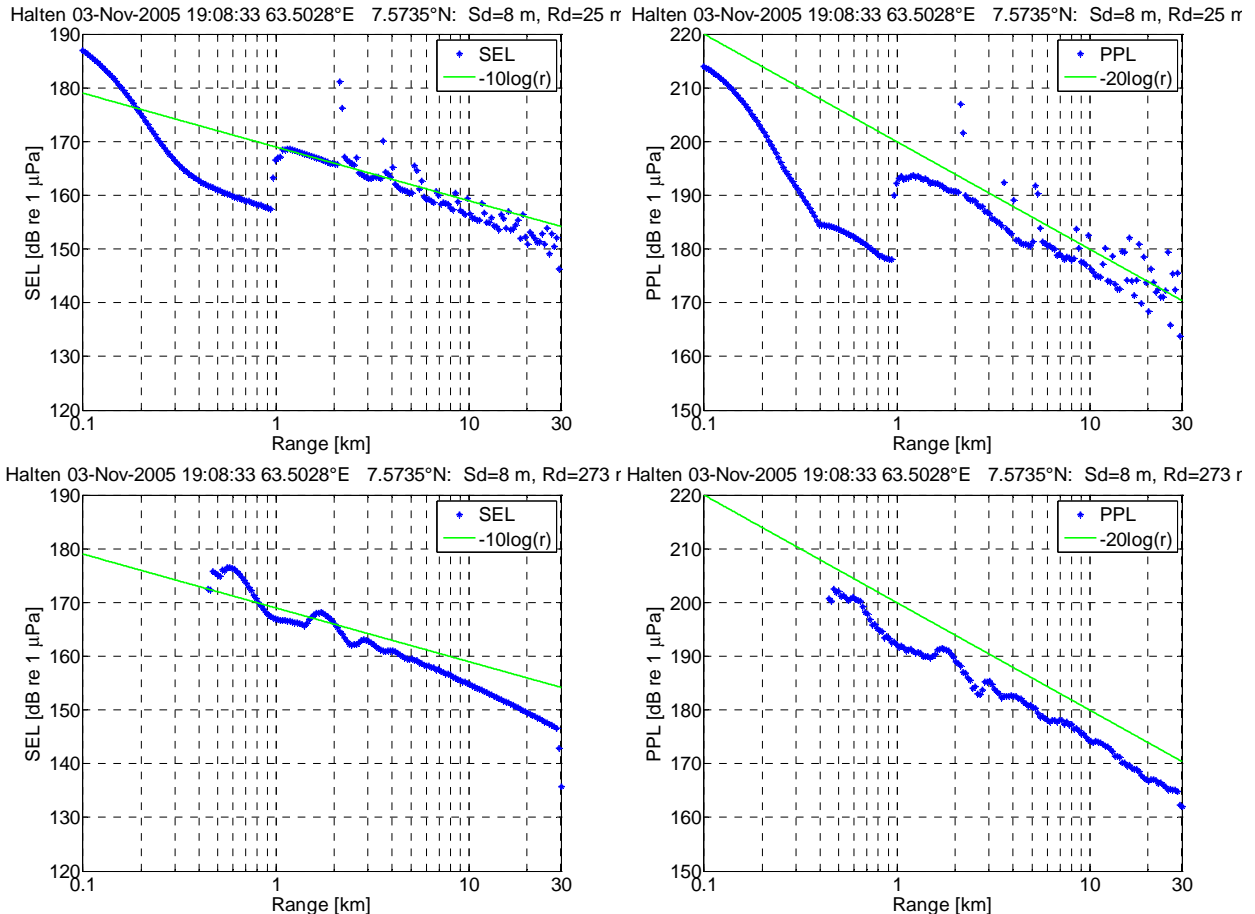 Halten 03-Nov-2005 19:08:33 63.5028°E 7.5735°N: Sd=8 m, Rd=25 m
190
180
170
160
150
140
130
120
SEL [dB re 1 μPa]
SEL
-10log(r)
0.1
1
10
30
Range [km]
Halten 03-Nov-2005 19:08:33 63.5028°E 7.5735°N: Sd=8 m, Rd=25 m
220
210
200
190
180
170
160
150
PPL [dB re 1 μPa]
PPL
-20log(r)
0.1
1
10
30
Range [km]
Halten 03-Nov-2005 19:08:33 63.5028°E 7.5735°N: Sd=8 m, Rd=273 r
190
180
170
160
150
140
130
120
SEL [dB re 1 μPa]
SEL
-10log(r)
0.1
1
10
30
Range [km]
Halten 03-Nov-2005 19:08:33 63.5028°E 7.5735°N: Sd=8 m, Rd=273 r
220
210
200
190
180
170
160
150
PPL [dB re 1 μPa]
PPL
-20log(r)
0.1
1
10
30
Range [km]